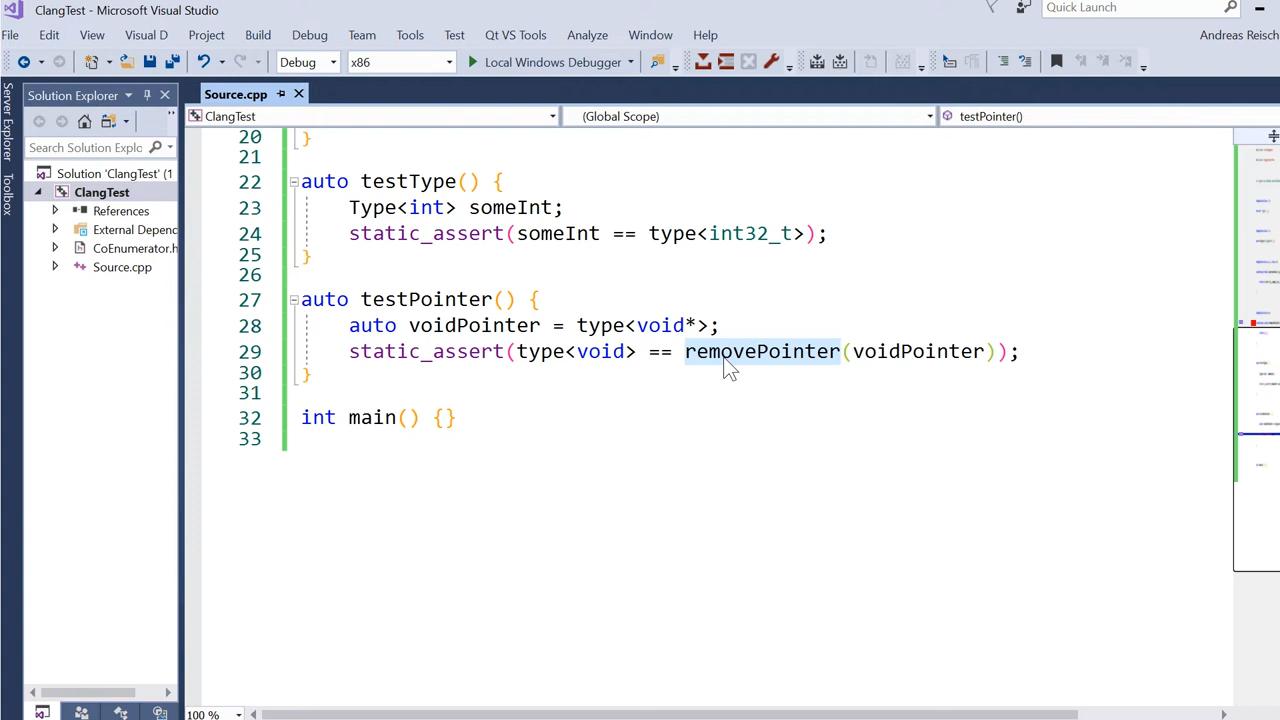 ClangTest - Microsoft Visual Studio
Quick Launch
File Edit View Visual D Project Build Debug Team Tools Test Qt VS Tools Analyze Window Help
Andreas Reisch
Debug x86 Local Windows Debugger
Server Explorer
Toolbox
Solution Explorer
Search Solution Explo
Solution 'ClangTest' (1
ClangTest
References
External Depenc
CoEnumerator.h
Source.cpp
Source.cpp
ClangTest (Global Scope) testPointer()
20 }
21
22 auto testType() {
23 Type<int> someInt;
24 static_assert(someInt == type<int32_t>);
25 }
26
27 auto testPointer() {
28 auto voidPointer = type<void*>;
29 static_assert(type<void> == removePointer(voidPointer));
30 }
31
32 int main() {}
33
100 %